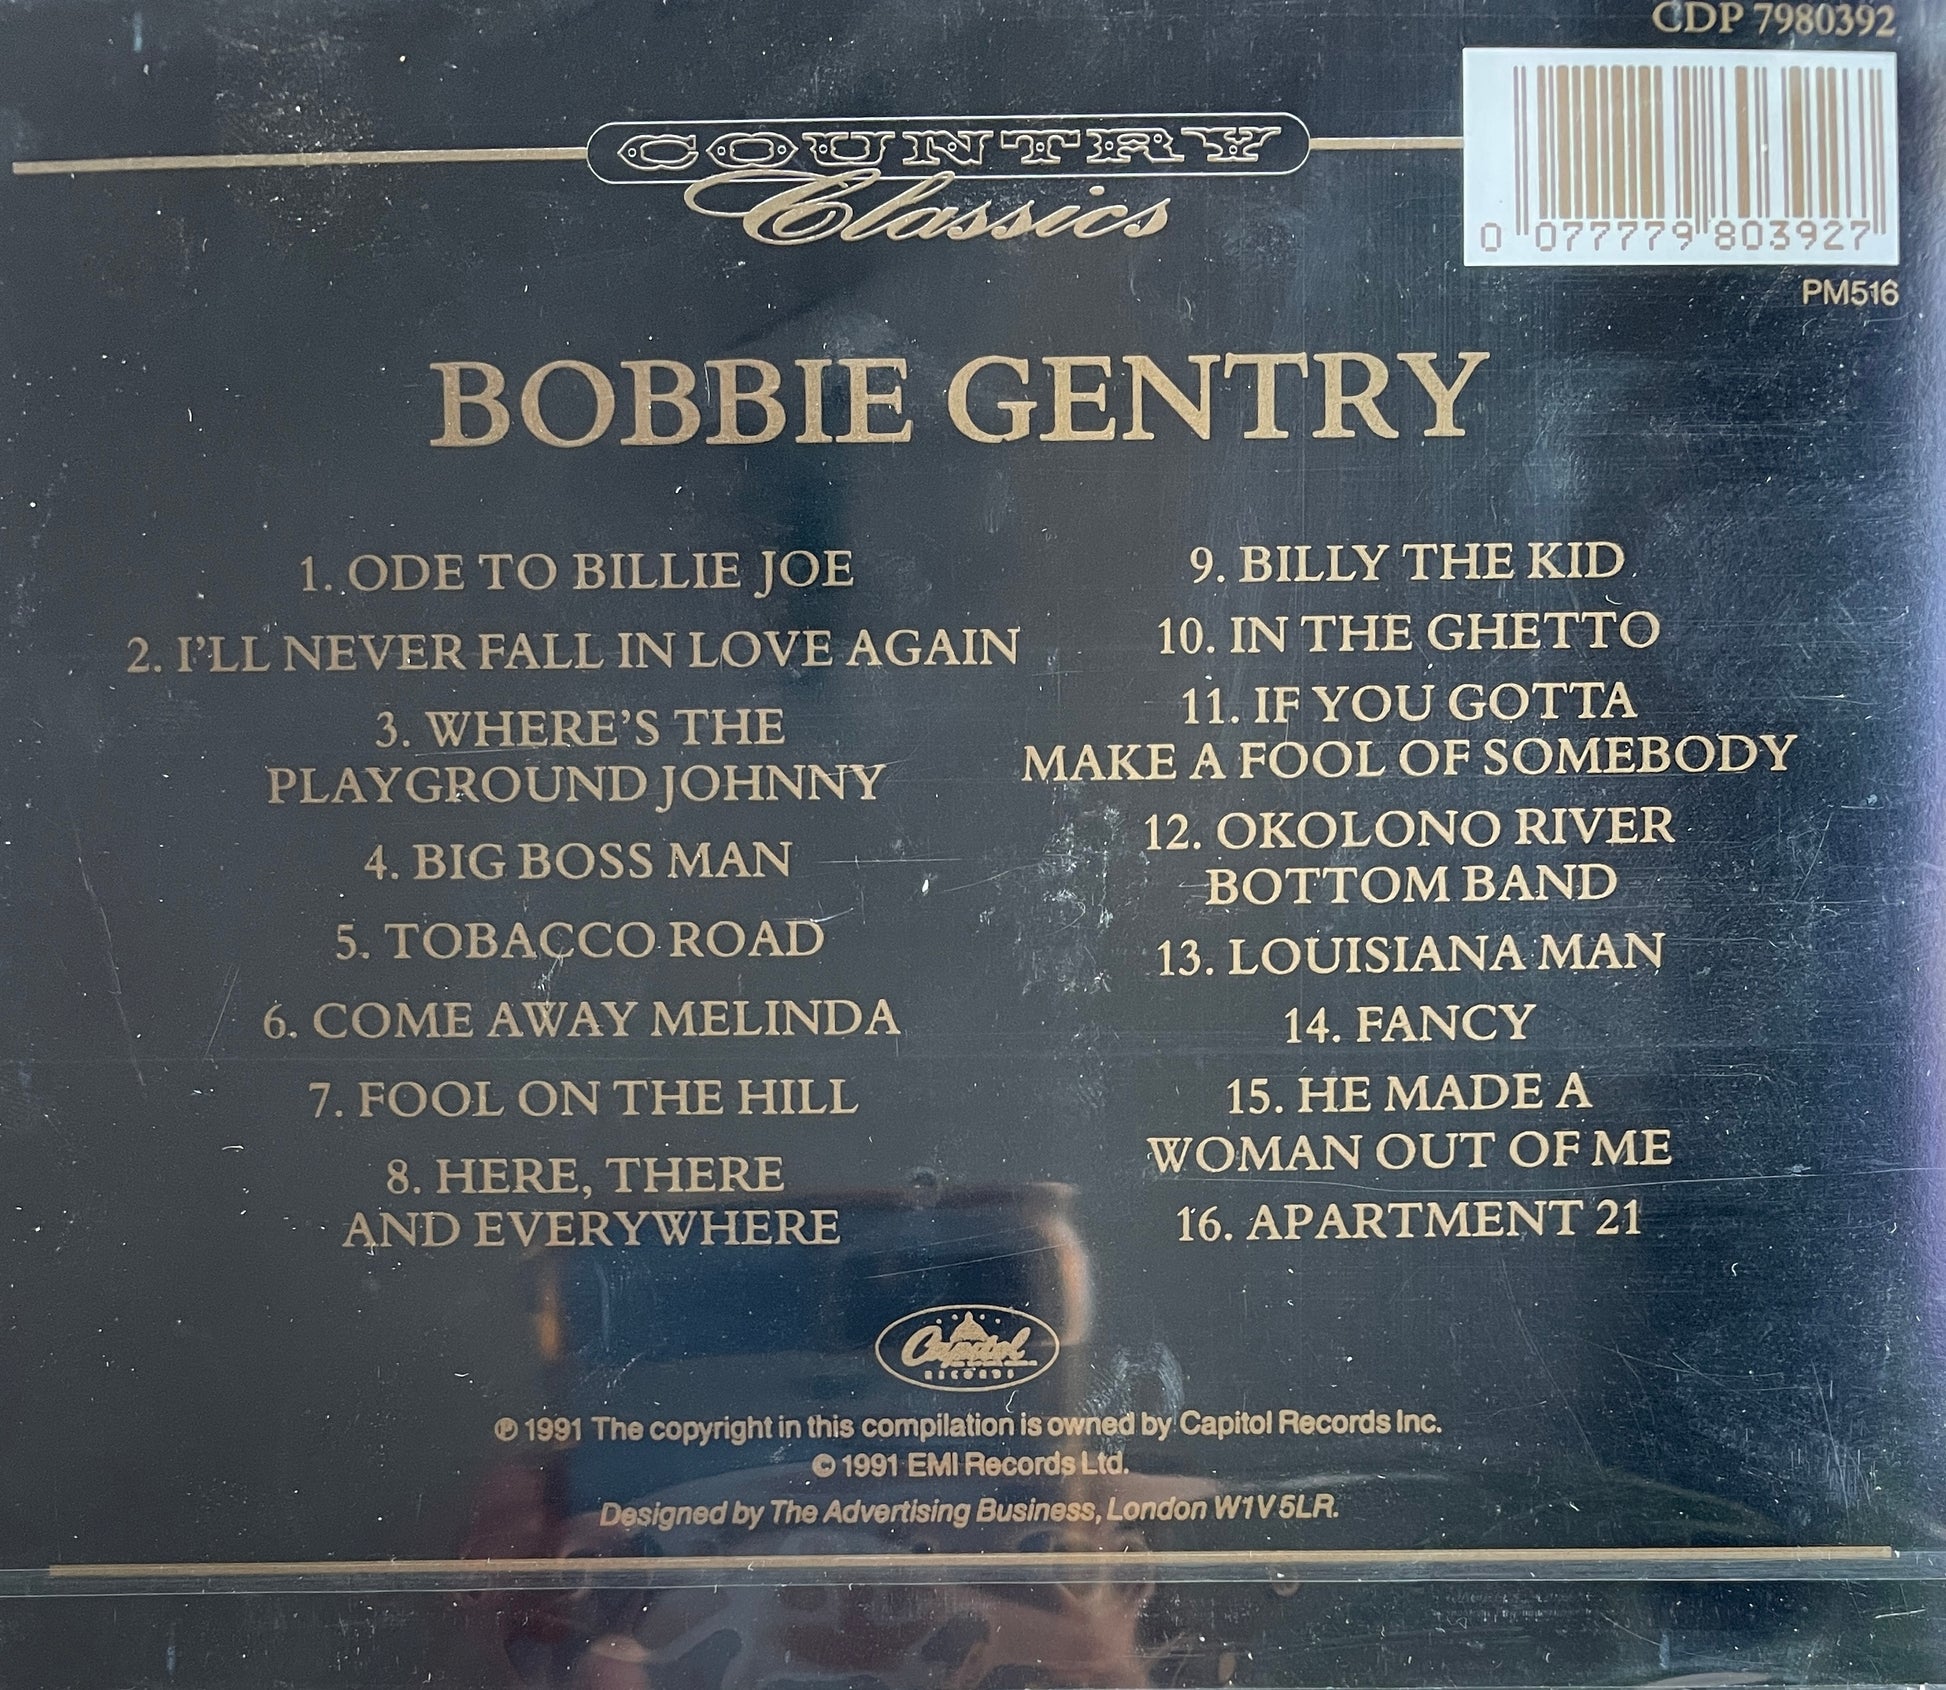 CDP 7980392
COUNTRY
Classics
0 077779 803927
PM516
BOBBIE GENTRY
1. ODE TO BILLIE JOE
2. I'LL NEVER FALL IN LOVE AGAIN
3. WHERE'S THE
PLAYGROUND JOHNNY
4. BIG BOSS MAN
5. TOBACCO ROAD
6. COME AWAY MELINDA
7. FOOL ON THE HILL
8. HERE, THERE
AND EVERYWHERE
9. BILLY THE KID
10. IN THE GHETTO
11. IF YOU GOTTA
MAKE A FOOL OF SOMEBODY
12. OKOLONO RIVER
BOTTOM BAND
13. LOUISIANA MAN
14. FANCY
15. HE MADE A
WOMAN OUT OF ME
16. APARTMENT 21
Capitol
RECORDS
℗ 1991 The copyright in this compilation is owned by Capitol Records Inc.
© 1991 EMI Records Ltd.
Designed by The Advertising Business, London W1V 5LR.